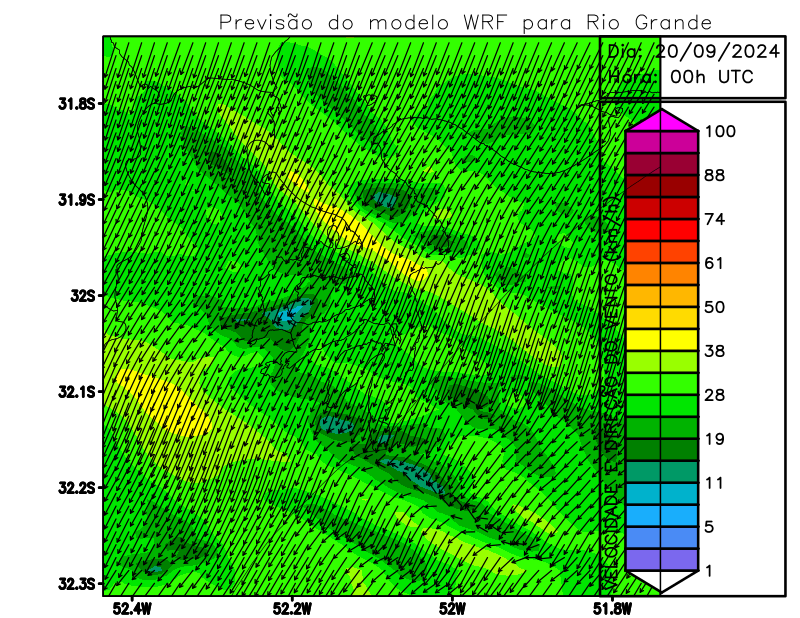 Previsão do modelo WRF para Rio Grande
Dia: 20/09/2024
Hora: 00h UTC
31.8S
31.9S
32S
32.1S
32.2S
32.3S
52.4W
52.2W
52W
51.8W
VELOCIDADE E DIREÇÃO DO VENTO (km/h)
100
88
74
61
50
38
28
19
11
5
1